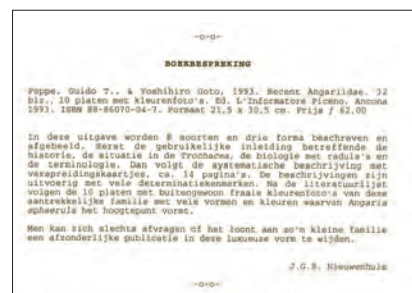 -o-o-
BOEKBESPREKING
Poppe, Guido T., & Yoshihiro Goto, 1993. Recent Angariidae. 32
blz., 10 platen met kleurenfoto's. Ed. L'Informatore Piceno. Ancona
1993. ISBN 88-86070-04-7. Formaat 21,5 x 30,5 cm. Prijs ƒ 62,00
In deze uitgave worden 8 soorten en drie forma beschreven en
afgebeeld. Eerst de gebruikelijke inleiding betreffende de
historie, de situatie in de Trochacea, de biologie met radula's en
de terminologie. Dan volgt de systematische beschrijving met
verspreidingskaartjes, ca. 14 pagina's. De beschrijvingen zijn
uitvoerig met vele determinatiekenmerken. Na de literatuurlijst
volgen de 10 platen met buitengewoon fraaie kleurenfoto's van deze
aantrekkelijke familie met vele vormen en kleuren waarvan Angaria
sphaerula het hoogtepunt vormt.
Men kan zich slechts afvragen of het loont aan zo'n kleine familie
een afzonderlijke publicatie in deze luxueuze vorm te wijden.
J.G.B. Nieuwenhuis
-o-o-